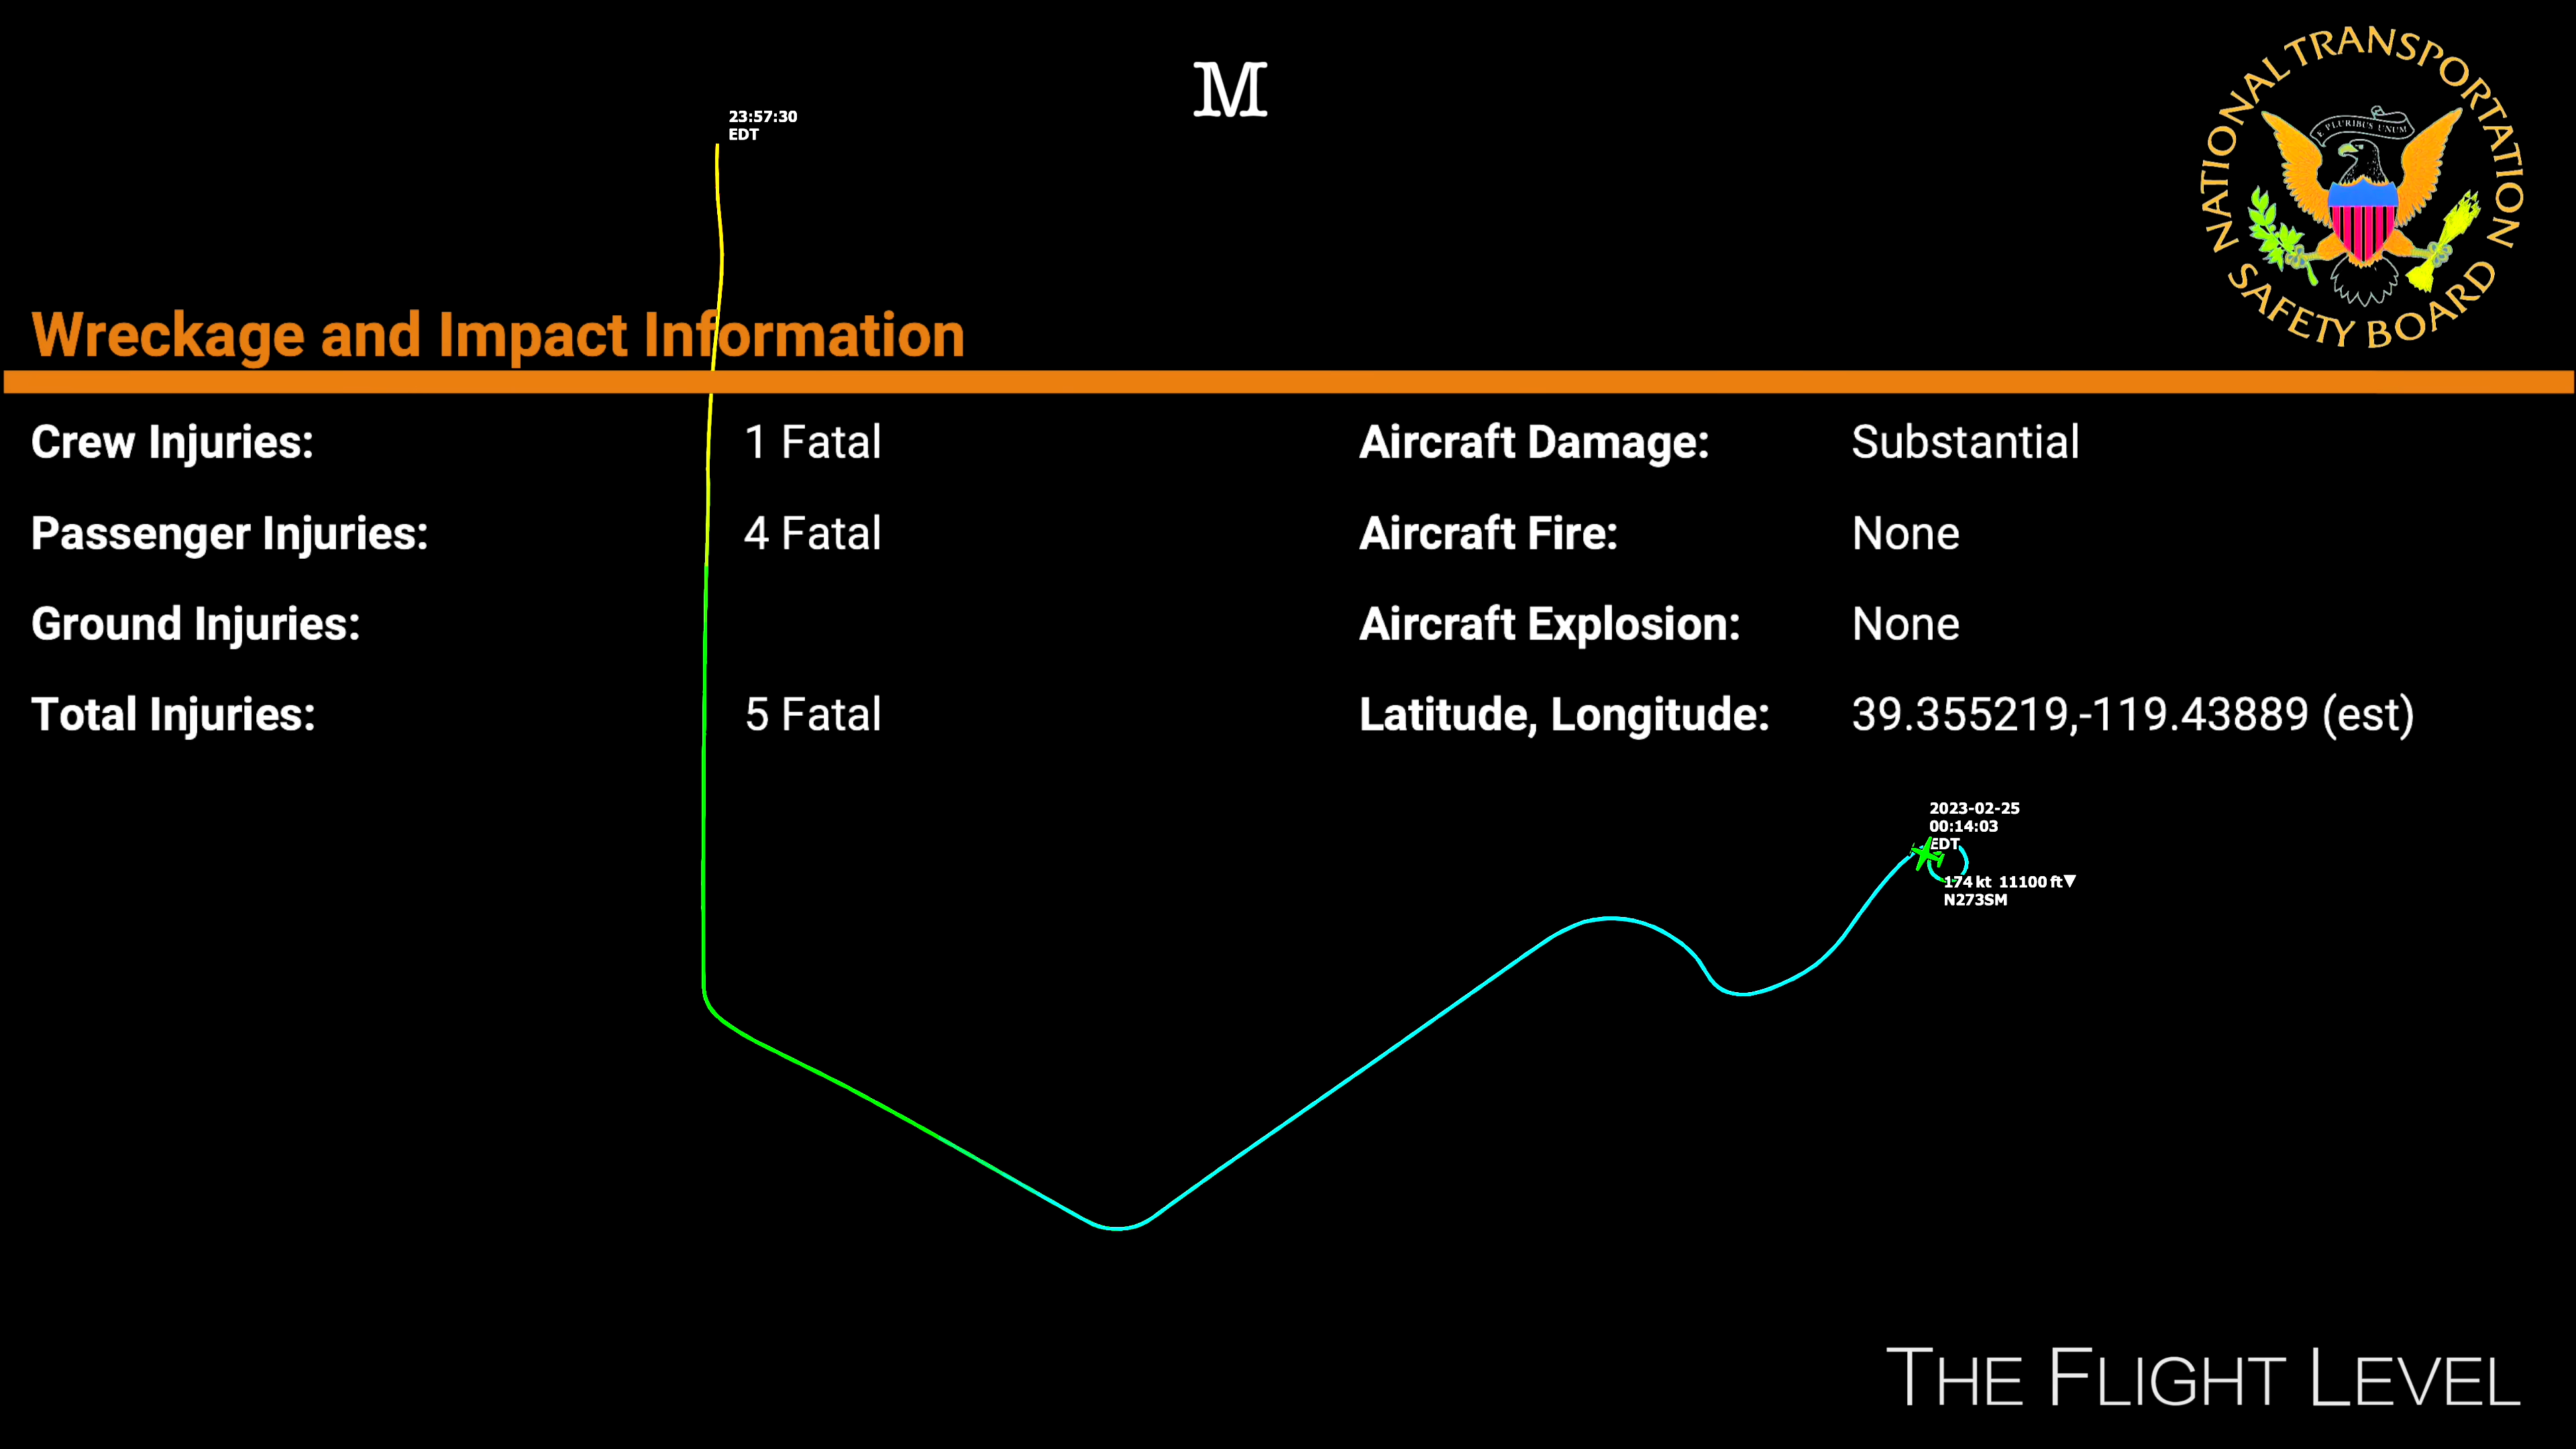 M
NATIONAL TRANSPORTATION SAFETY BOARD
E PLURIBUS UNUM
23:57:30
EDT
Wreckage and Impact Information
Crew Injuries: 1 Fatal Aircraft Damage: Substantial
Passenger Injuries: 4 Fatal Aircraft Fire: None
Ground Injuries: Aircraft Explosion: None
Total Injuries: 5 Fatal Latitude, Longitude: 39.355219,-119.43889 (est)
2023-02-25
00:14:03
EDT
174 kt 11100 ft▼
N273SM
THE FLIGHT LEVEL